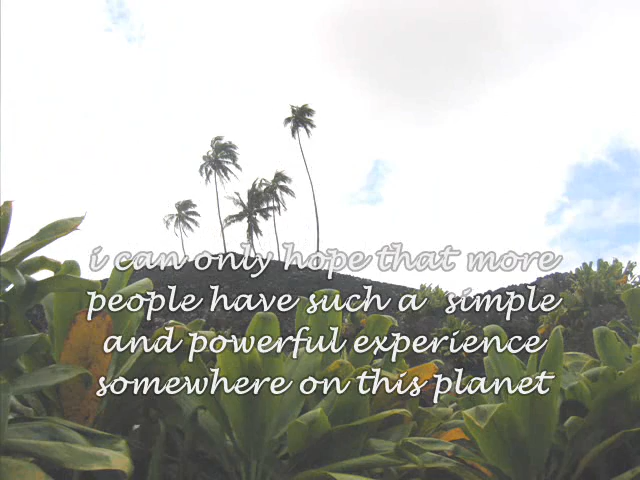 i can only hope that more
people have such a simple
and powerful experience
somewhere on this planet